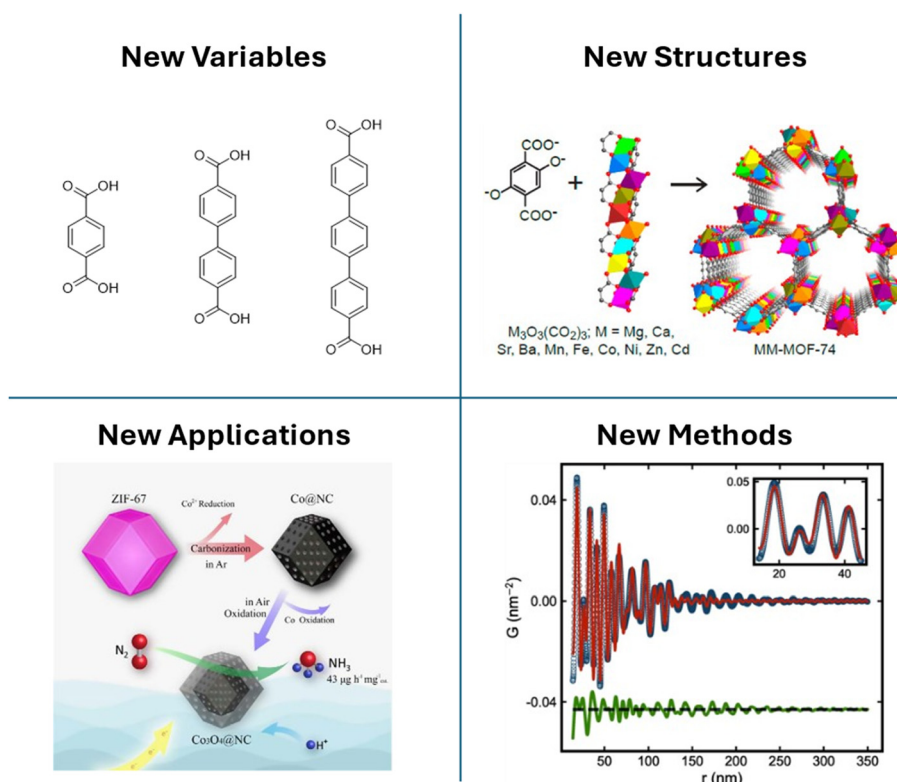 New Variables
O
OH
O
OH
O
OH
O
OH
O
OH
O
OH
New Structures
COO⁻
O⁻
⁻O
COO⁻
+
M₃O₃(CO₂)₃; M = Mg, Ca,
Sr, Ba, Mn, Fe, Co, Ni, Zn, Cd
MM-MOF-74
New Applications
ZIF-67
Co²⁺ Reduction
Co@NC
Carbonization
in Ar
in Air
Oxidation
Co Oxidation
N₂
NH₃
43 μg h⁻¹ mg⁻¹
Co₃O₄@NC
H⁺
e⁻
New Methods
0.04
0.00
-0.04
G (nm⁻²)
0.05
0.00
20
40
50
100
150
200
250
300
350
r (nm)